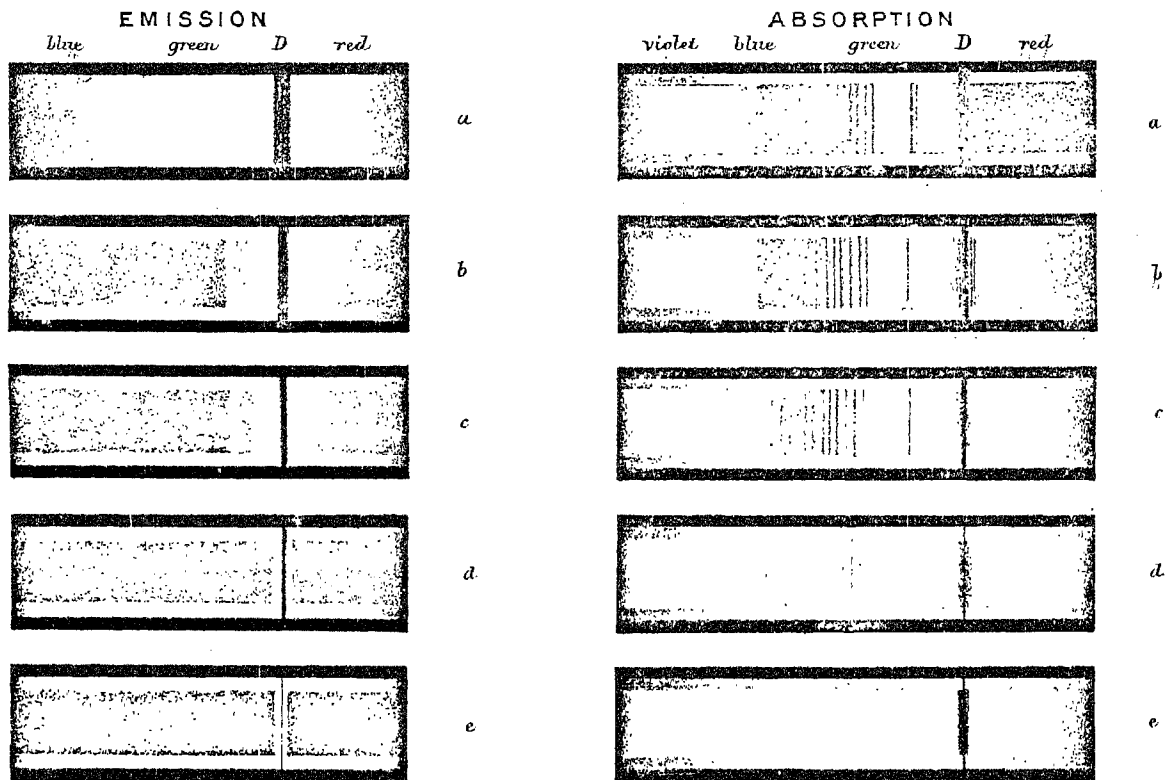 EMISSION
blue green D red
a
b
c
d
e
ABSORPTION
violet blue green D red
a
b
c
d
e